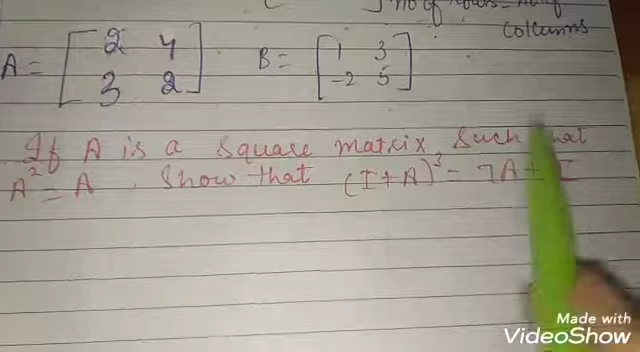 no of rows = no of
columns
A = [2 4
3 2] B = [1 3
-2 5]
If A is a square matrix, such that
A² = A , Show that (I+A)³ = 7A + I
Made with
VideoShow